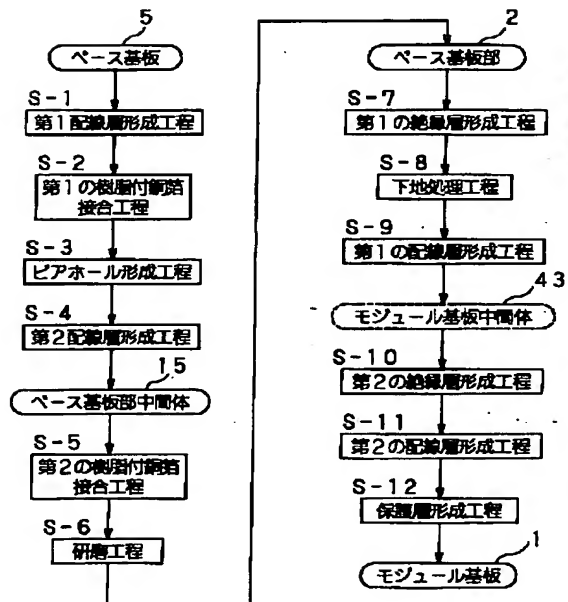 5
ベース基板
S-1
第1配線層形成工程
S-2
第1の樹脂付銅箔
接合工程
S-3
ビアホール形成工程
S-4
第2配線層形成工程
15
ベース基板部中間体
S-5
第2の樹脂付銅箔
接合工程
S-6
研磨工程
2
ベース基板部
S-7
第1の絶縁層形成工程
S-8
下地処理工程
S-9
第1の配線層形成工程
43
モジュール基板中間体
S-10
第2の絶縁層形成工程
S-11
第2の配線層形成工程
S-12
保護層形成工程
1
モジュール基板